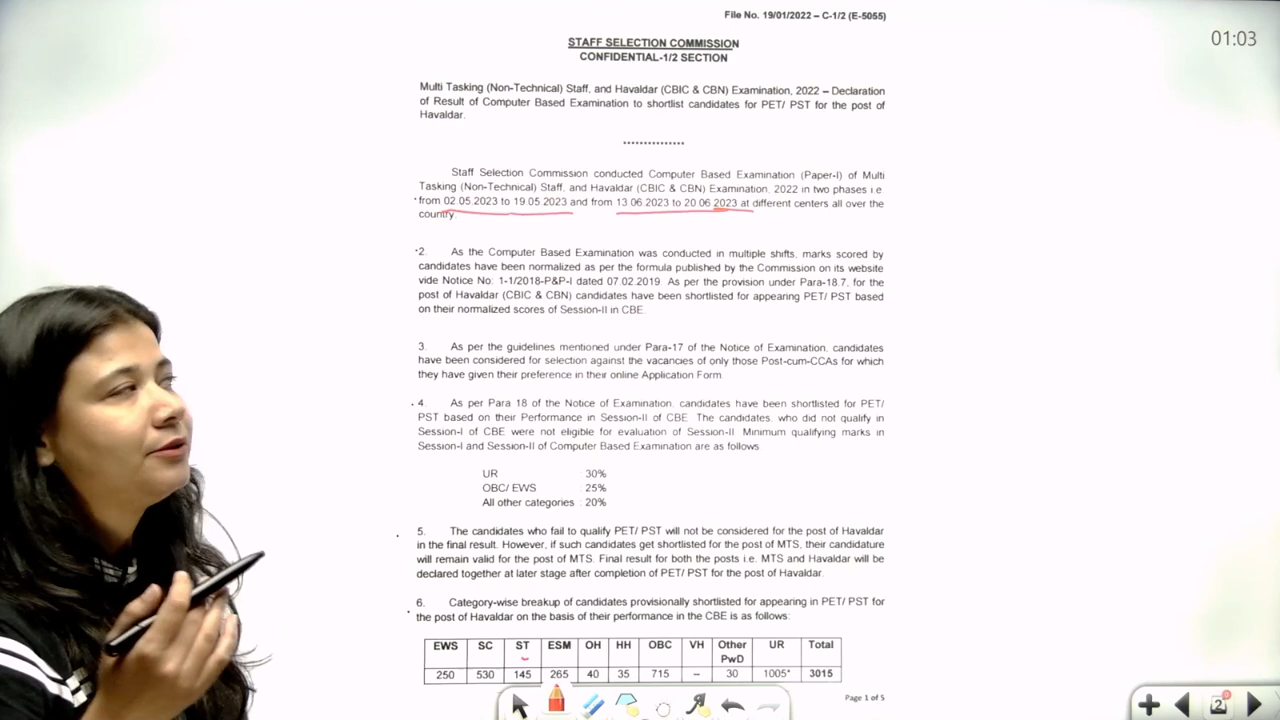 File No. 19/01/2022 – C-1/2 (E-5055)
01:03
STAFF SELECTION COMMISSION
CONFIDENTIAL-1/2 SECTION
Multi Tasking (Non-Technical) Staff, and Havaldar (CBIC & CBN) Examination, 2022 – Declaration
of Result of Computer Based Examination to shortlist candidates for PET/ PST for the post of
Havaldar.
***************
Staff Selection Commission conducted Computer Based Examination (Paper-I) of Multi
Tasking (Non-Technical) Staff, and Havaldar (CBIC & CBN) Examination, 2022 in two phases i.e
from 02.05.2023 to 19.05.2023 and from 13.06.2023 to 20.06.2023 at different centers all over the
country.
2. As the Computer Based Examination was conducted in multiple shifts, marks scored by
candidates have been normalized as per the formula published by the Commission on its website
vide Notice No: 1-1/2018-P&P-I dated 07.02.2019. As per the provision under Para-18.7, for the
post of Havaldar (CBIC & CBN) candidates have been shortlisted for appearing PET/ PST based
on their normalized scores of Session-II in CBE.
3. As per the guidelines mentioned under Para-17 of the Notice of Examination, candidates
have been considered for selection against the vacancies of only those Post-cum-CCAs for which
they have given their preference in their online Application Form.
4. As per Para 18 of the Notice of Examination, candidates have been shortlisted for PET/
PST based on their Performance in Session-II of CBE. The candidates, who did not qualify in
Session-I of CBE were not eligible for evaluation of Session-II. Minimum qualifying marks in
Session-I and Session-II of Computer Based Examination are as follows
UR : 30%
OBC/ EWS : 25%
All other categories : 20%
5. The candidates who fail to qualify PET/ PST will not be considered for the post of Havaldar
in the final result. However, if such candidates get shortlisted for the post of MTS, their candidature
will remain valid for the post of MTS. Final result for both the posts i.e. MTS and Havaldar will be
declared together at later stage after completion of PET/ PST for the post of Havaldar.
6. Category-wise breakup of candidates provisionally shortlisted for appearing in PET/ PST for
the post of Havaldar on the basis of their performance in the CBE is as follows:
EWS SC ST ESM OH HH OBC VH Other PwD UR Total
250 530 145 265 40 35 715 -- 30 1005* 3015
Page 1 of 5
2